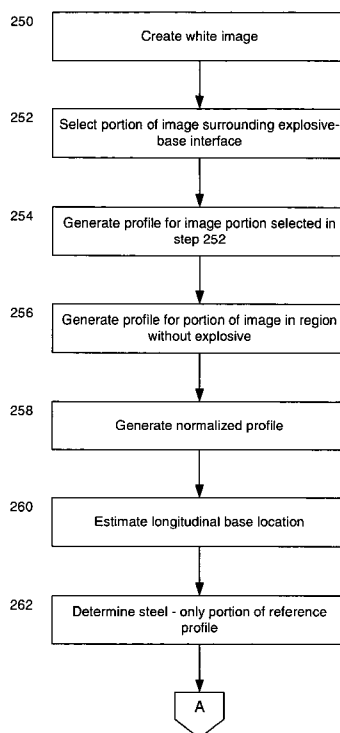 250
Create white image
252
Select portion of image surrounding explosive-
base interface
254
Generate profile for image portion selected in
step 252
256
Generate profile for portion of image in region
without explosive
258
Generate normalized profile
260
Estimate longitudinal base location
262
Determine steel - only portion of reference
profile
A